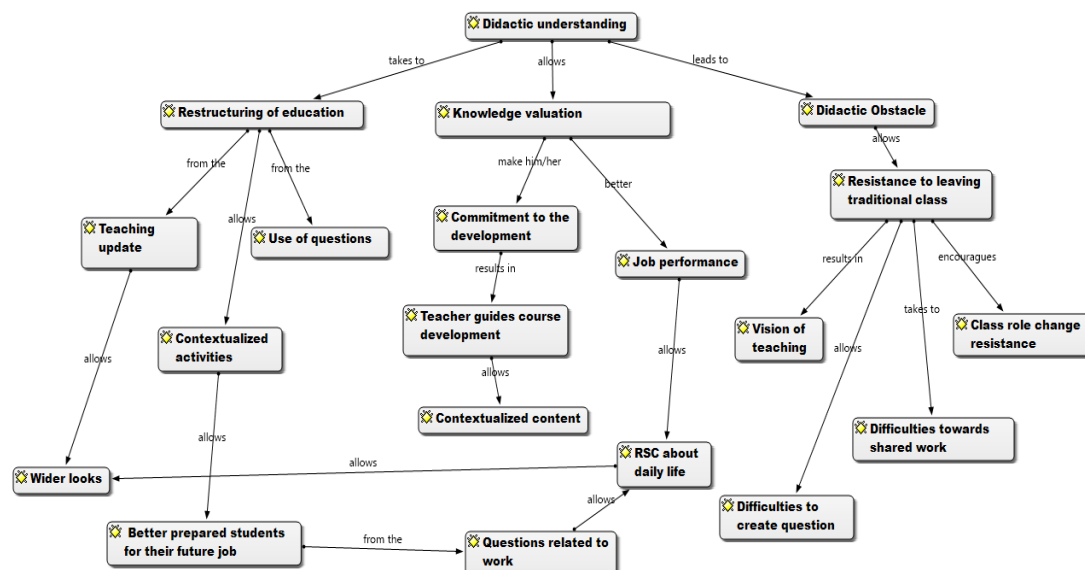 Didactic understanding
takes to
allows
leads to
Restructuring of education
Knowledge valuation
Didactic Obstacle
allows
from the
from the
make him/her
better
Resistance to leaving
traditional class
allows
Teaching
update
Use of questions
Commitment to the
development
Job performance
results in
results in
encouragues
Teacher guides course
development
takes to
Contextualized
activities
Vision of
teaching
Class role change
resistance
allows
allows
allows
allows
Contextualized content
allows
Difficulties towards
shared work
RSC about
daily life
allows
Wider looks
allows
Difficulties to
create question
Better prepared students
for their future job
from the
Questions related to
work